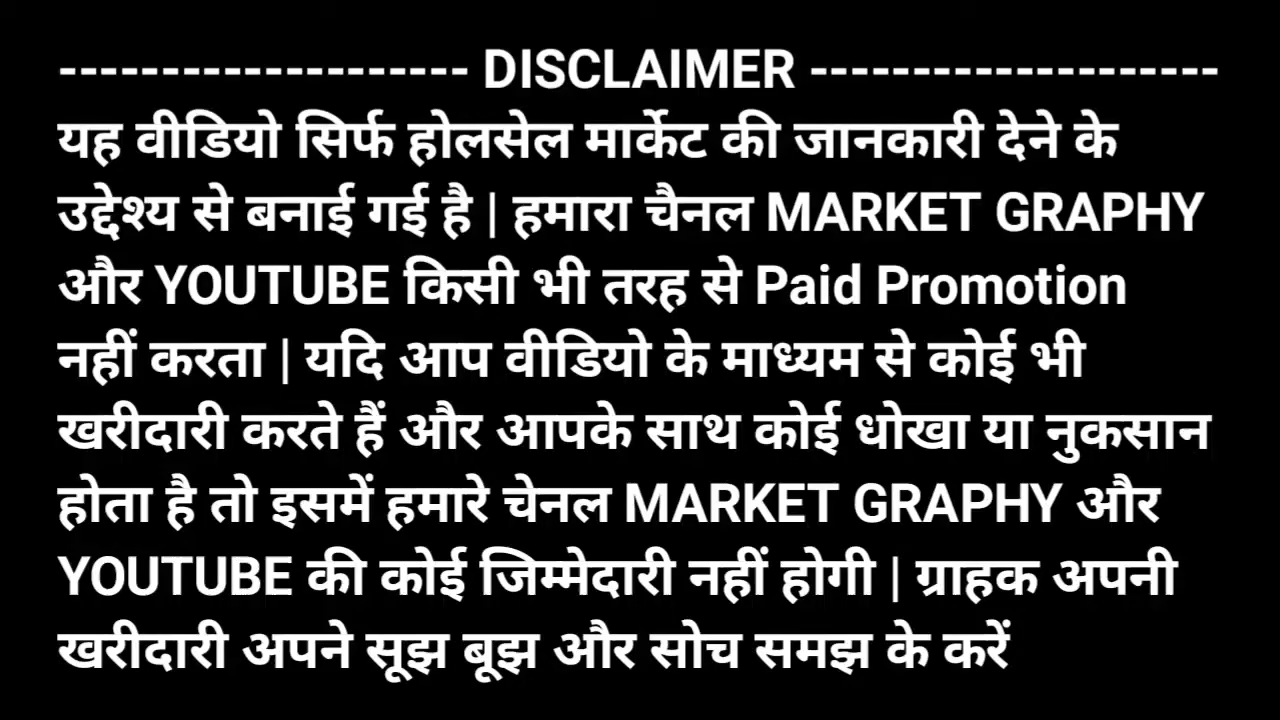 -------------------- DISCLAIMER --------------------
यह वीडियो सिर्फ होलसेल मार्केट की जानकारी देने के
उद्देश्य से बनाई गई है | हमारा चैनल MARKET GRAPHY
और YOUTUBE किसी भी तरह से Paid Promotion
नहीं करता | यदि आप वीडियो के माध्यम से कोई भी
खरीदारी करते हैं और आपके साथ कोई धोखा या नुकसान
होता है तो इसमें हमारे चेनल MARKET GRAPHY और
YOUTUBE की कोई जिम्मेदारी नहीं होगी | ग्राहक अपनी
खरीदारी अपने सूझ बूझ और सोच समझ के करें